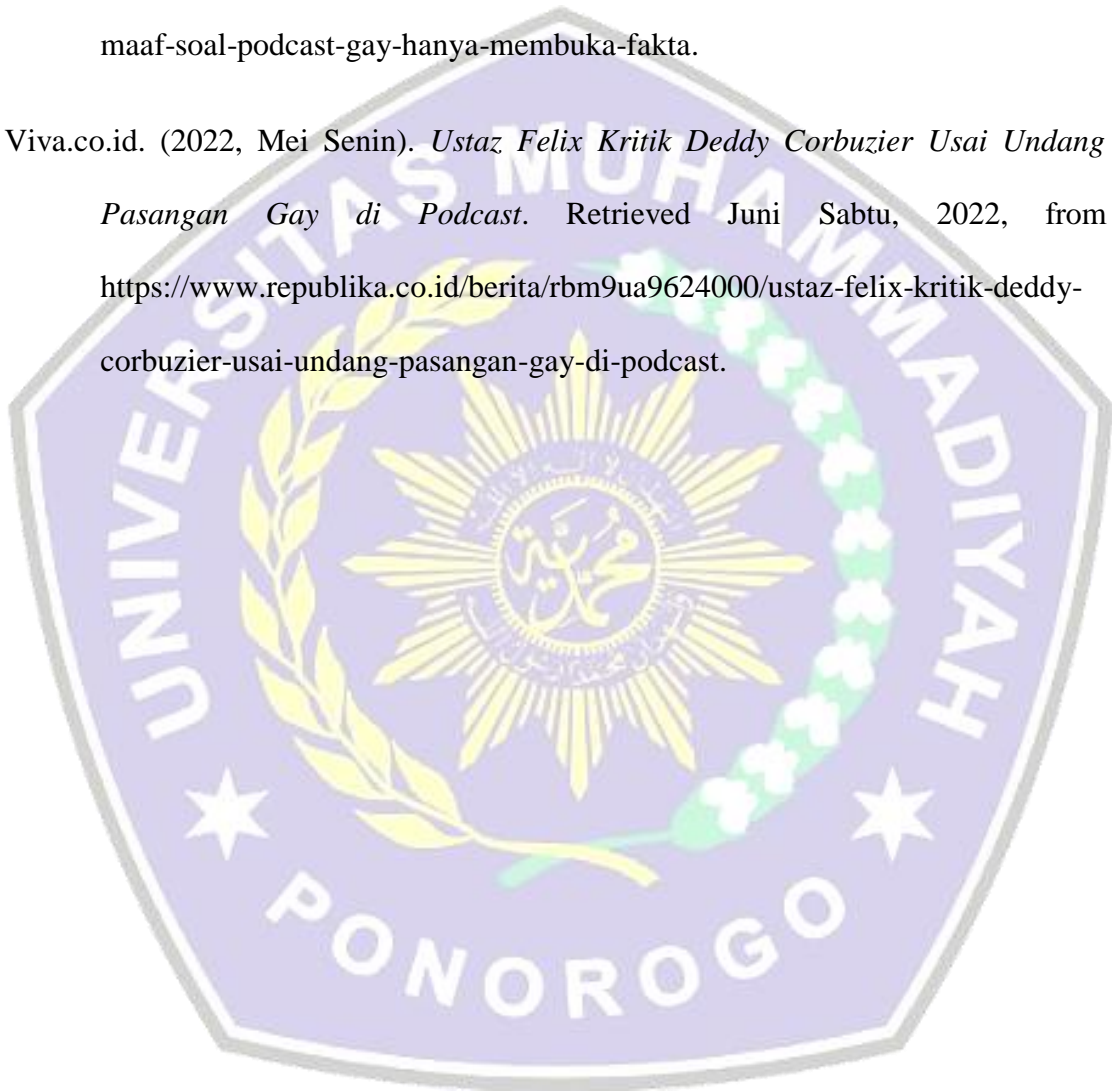 maaf-soal-podcast-gay-hanya-membuka-fakta.
Viva.co.id. (2022, Mei Senin). Ustaz Felix Kritik Deddy Corbuzier Usai Undang
Pasangan Gay di Podcast. Retrieved Juni Sabtu, 2022, from
https://www.republika.co.id/berita/rbm9ua9624000/ustaz-felix-kritik-deddy-
corbuzier-usai-undang-pasangan-gay-di-podcast.
UNIVERSITAS MUHAMMADIYAH
محمدية
PONOROGO